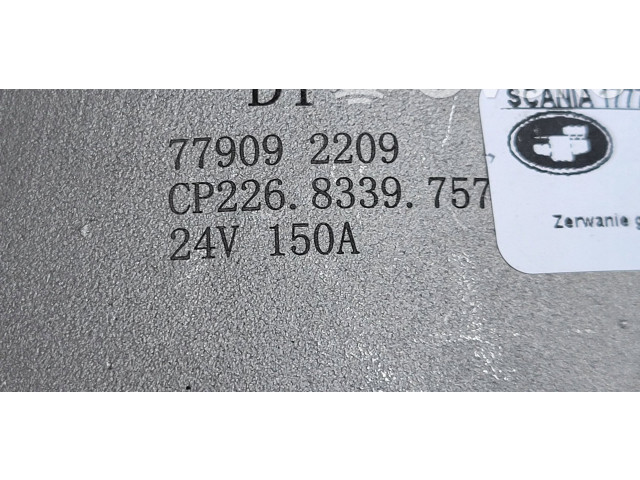 77909 2209
CP226.8339.757
24V 150A
SCANIA
Zerwanie